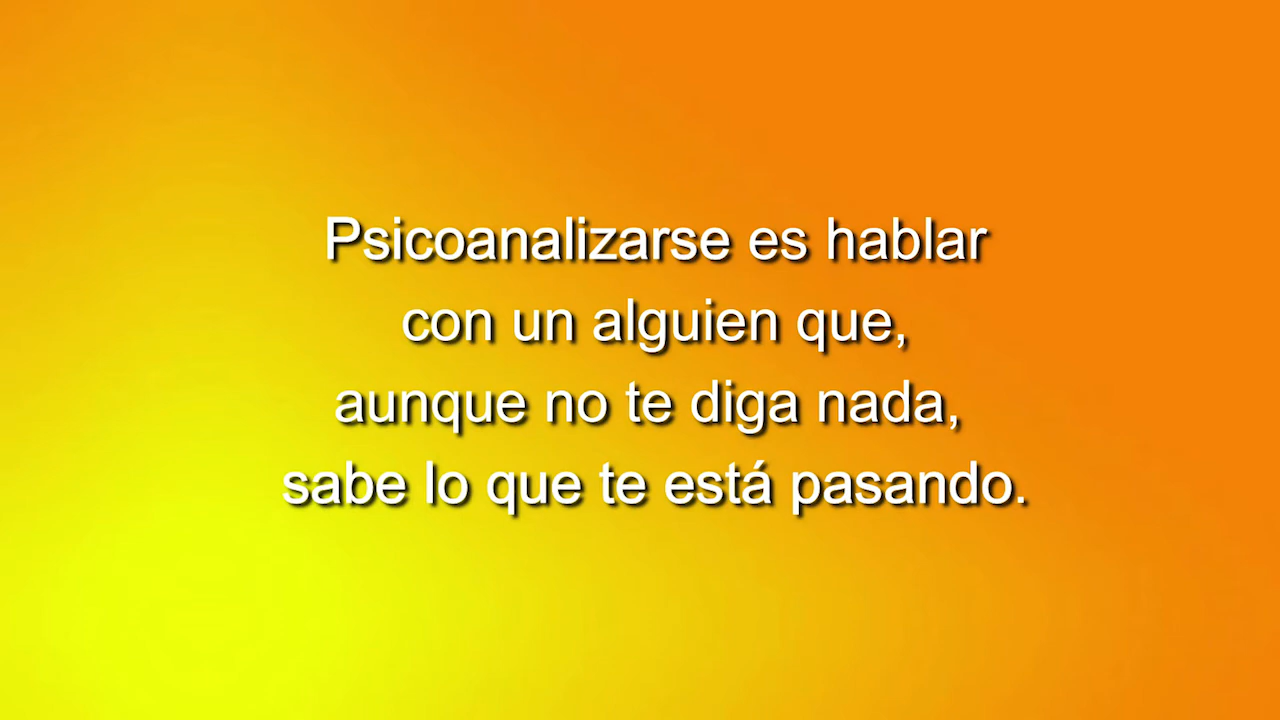 Psicoanalizarse es hablar
con un alguien que,
aunque no te diga nada,
sabe lo que te está pasando.